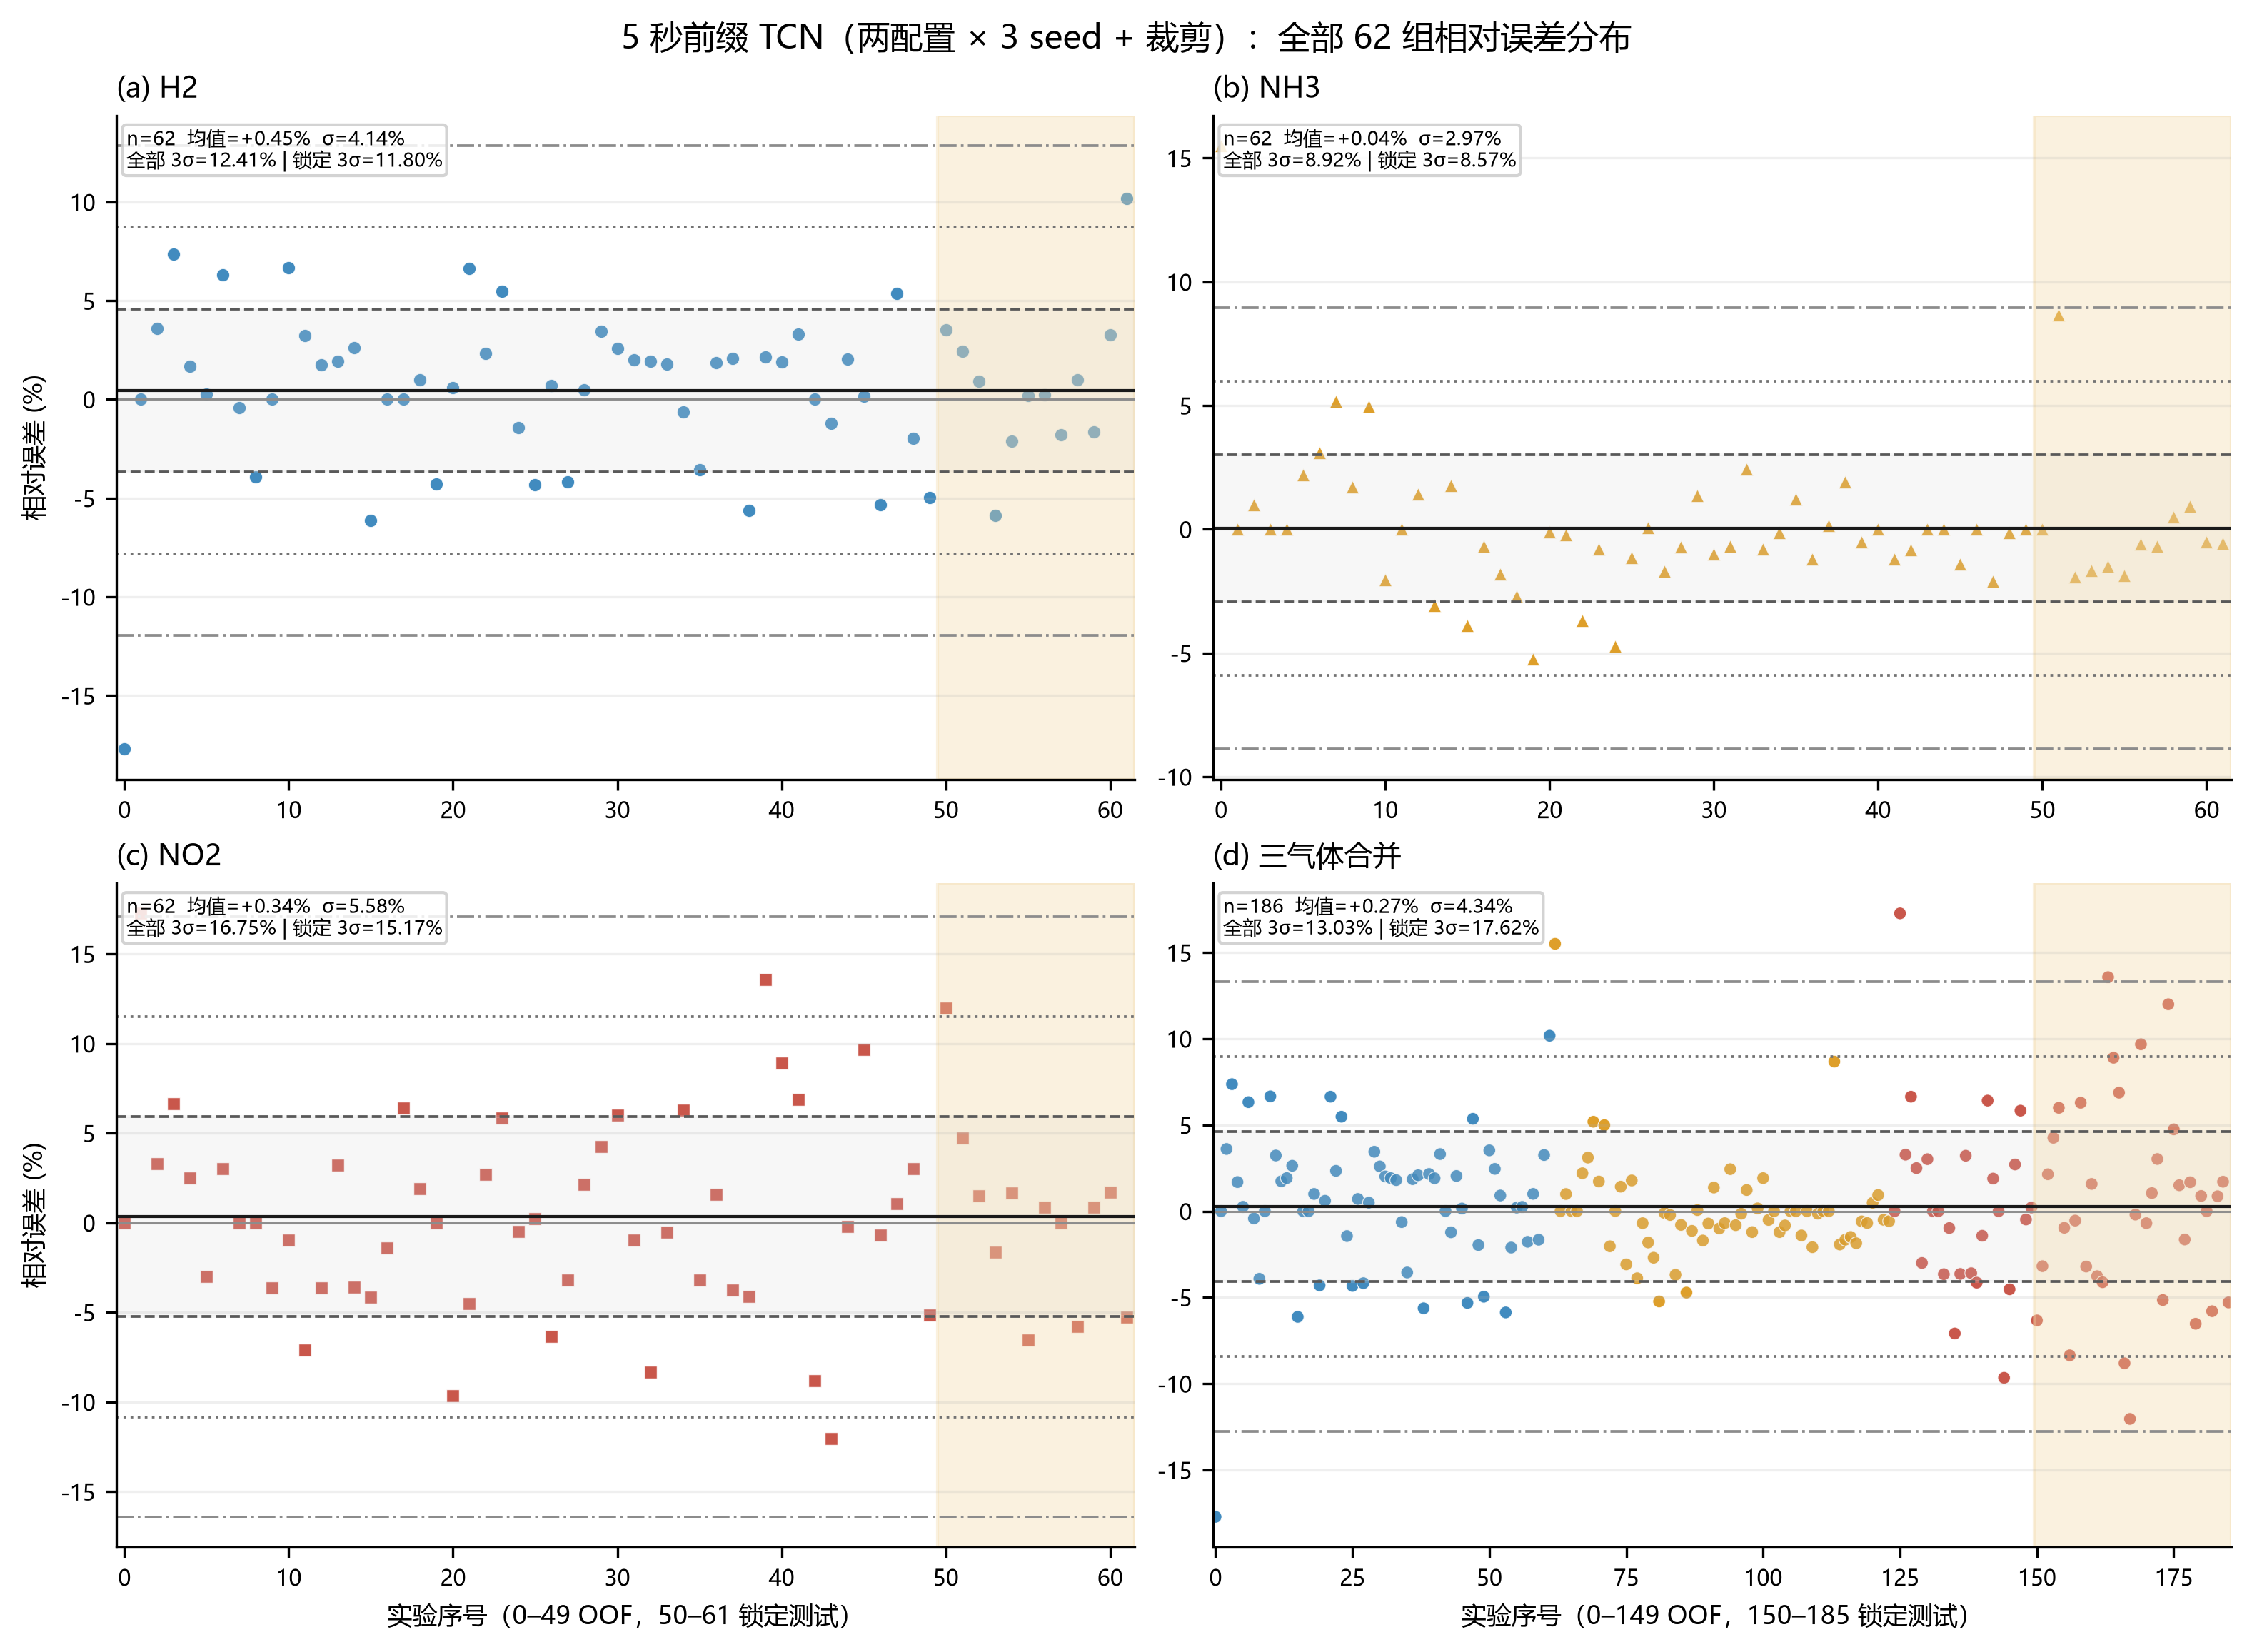 5 秒前缀 TCN（两配置 × 3 seed + 裁剪）：全部 62 组相对误差分布
(a) H2
n=62 均值=+0.45% σ=4.14%
全部 3σ=12.41% | 锁定 3σ=11.80%
相对误差 (%)
10
5
0
-5
-10
-15
0 10 20 30 40 50 60
(b) NH3
n=62 均值=+0.04% σ=2.97%
全部 3σ=8.92% | 锁定 3σ=8.57%
15
10
5
0
-5
-10
0 10 20 30 40 50 60
(c) NO2
n=62 均值=+0.34% σ=5.58%
全部 3σ=16.75% | 锁定 3σ=15.17%
相对误差 (%)
15
10
5
0
-5
-10
-15
0 10 20 30 40 50 60
实验序号（0–49 OOF，50–61 锁定测试）
(d) 三气体合并
n=186 均值=+0.27% σ=4.34%
全部 3σ=13.03% | 锁定 3σ=17.62%
15
10
5
0
-5
-10
-15
0 25 50 75 100 125 150 175
实验序号（0–149 OOF，150–185 锁定测试）